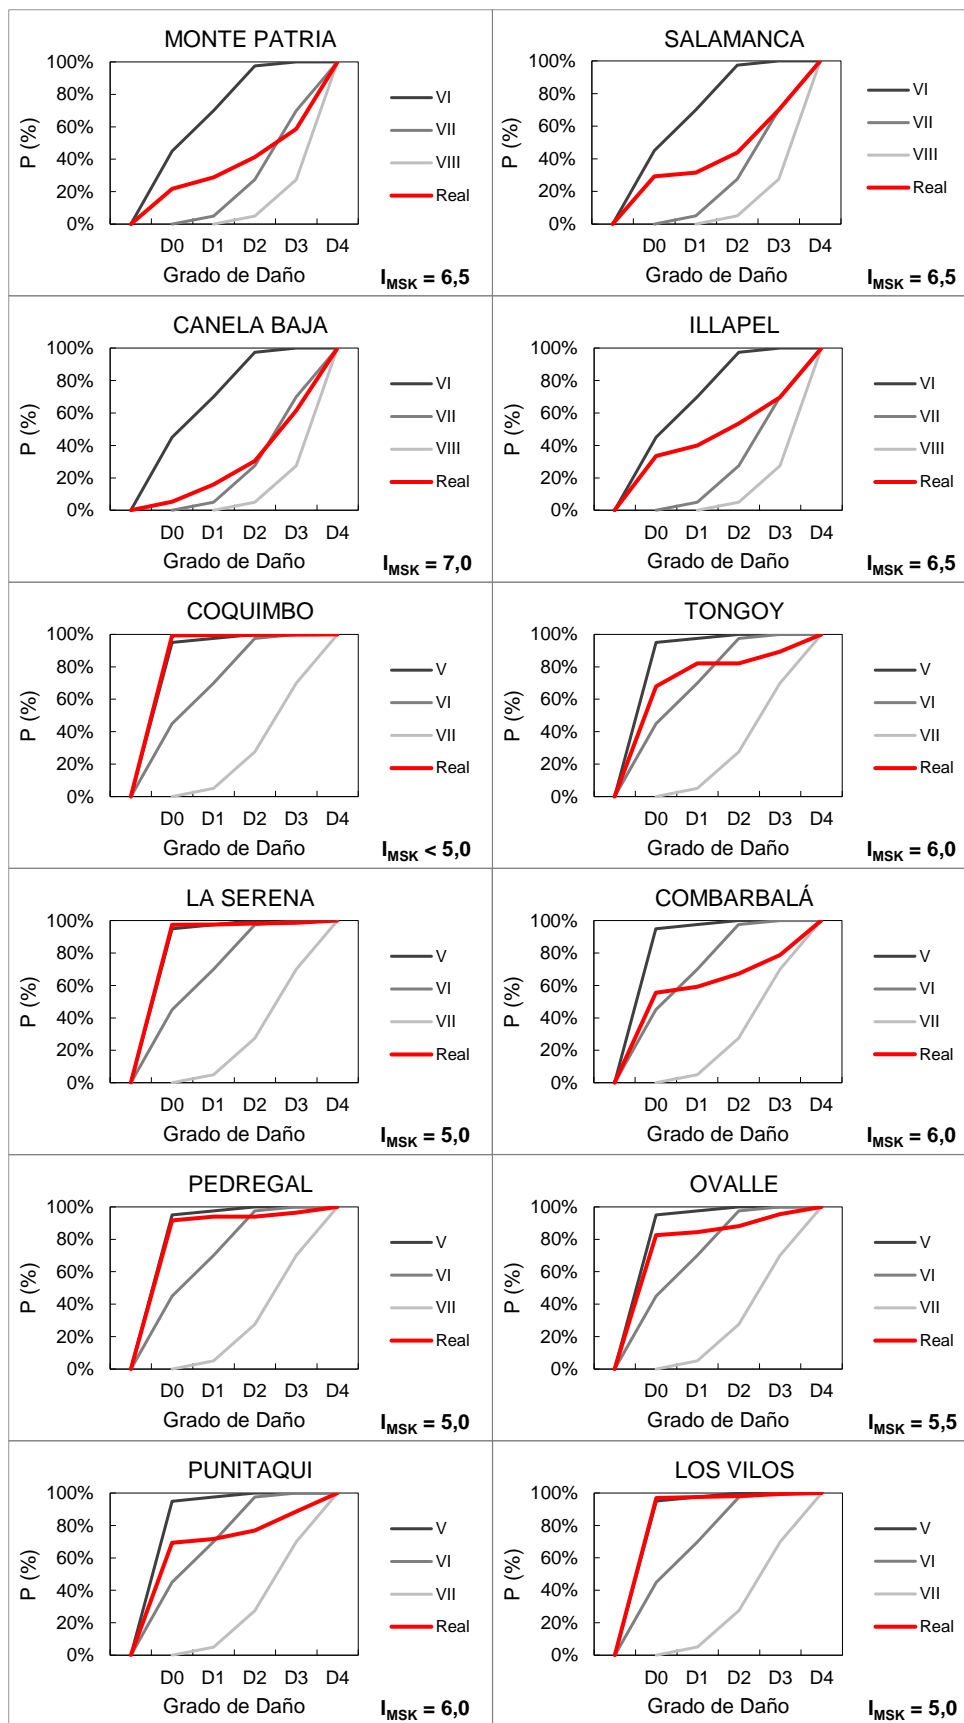 MONTE PATRIA
100%
80%
60%
40%
20%
0%
P (%)
D0 D1 D2 D3 D4
Grado de Daño
VI
VII
VIII
Real
I_MSK = 6,5
SALAMANCA
100%
80%
60%
40%
20%
0%
P (%)
D0 D1 D2 D3 D4
Grado de Daño
VI
VII
VIII
Real
I_MSK = 6,5
CANELA BAJA
100%
80%
60%
40%
20%
0%
P (%)
D0 D1 D2 D3 D4
Grado de Daño
VI
VII
VIII
Real
I_MSK = 7,0
ILLAPEL
100%
80%
60%
40%
20%
0%
P (%)
D0 D1 D2 D3 D4
Grado de Daño
VI
VII
VIII
Real
I_MSK = 6,5
COQUIMBO
100%
80%
60%
40%
20%
0%
P (%)
D0 D1 D2 D3 D4
Grado de Daño
V
VI
VII
Real
I_MSK < 5,0
TONGOY
100%
80%
60%
40%
20%
0%
P (%)
D0 D1 D2 D3 D4
Grado de Daño
V
VI
VII
Real
I_MSK = 6,0
LA SERENA
100%
80%
60%
40%
20%
0%
P (%)
D0 D1 D2 D3 D4
Grado de Daño
V
VI
VII
Real
I_MSK = 5,0
COMBARBALÁ
100%
80%
60%
40%
20%
0%
P (%)
D0 D1 D2 D3 D4
Grado de Daño
V
VI
VII
Real
I_MSK = 6,0
PEDREGAL
100%
80%
60%
40%
20%
0%
P (%)
D0 D1 D2 D3 D4
Grado de Daño
V
VI
VII
Real
I_MSK = 5,0
OVALLE
100%
80%
60%
40%
20%
0%
P (%)
D0 D1 D2 D3 D4
Grado de Daño
V
VI
VII
Real
I_MSK = 5,5
PUNITAQUI
100%
80%
60%
40%
20%
0%
P (%)
D0 D1 D2 D3 D4
Grado de Daño
V
VI
VII
Real
I_MSK = 6,0
LOS VILOS
100%
80%
60%
40%
20%
0%
P (%)
D0 D1 D2 D3 D4
Grado de Daño
V
VI
VII
Real
I_MSK = 5,0